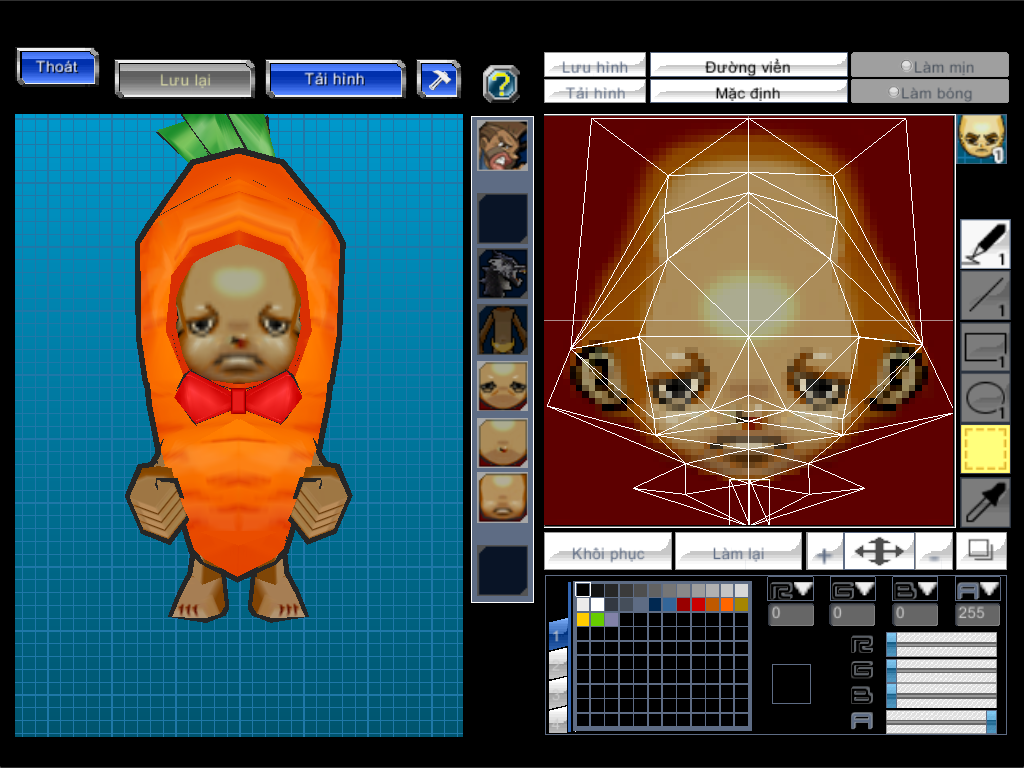 Thoát
Lưu lại
Tải hình
?
Lưu hình
Đường viền
Làm mịn
Tải hình
Mặc định
Làm bóng
1
1
1
1
1
Khôi phục
Làm lại
+
-
R
G
B
A
0
0
0
255
1
R
G
B
A